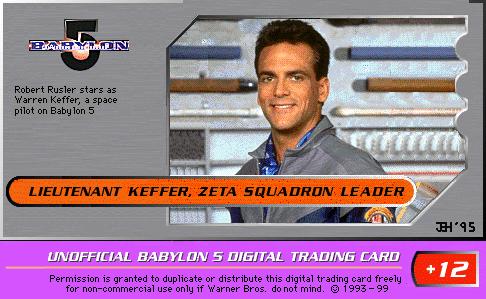 BABYLON
5
Robert Rusler stars as
Warren Keffer, a space
pilot on Babylon 5
LIEUTENANT KEFFER, ZETA SQUADRON LEADER
JBH '95
UNOFFICIAL BABYLON 5 DIGITAL TRADING CARD
+12
Permission is granted to duplicate or distribute this digital trading card freely
for non-commercial use only if Warner Bros. do not mind. © 1993-99